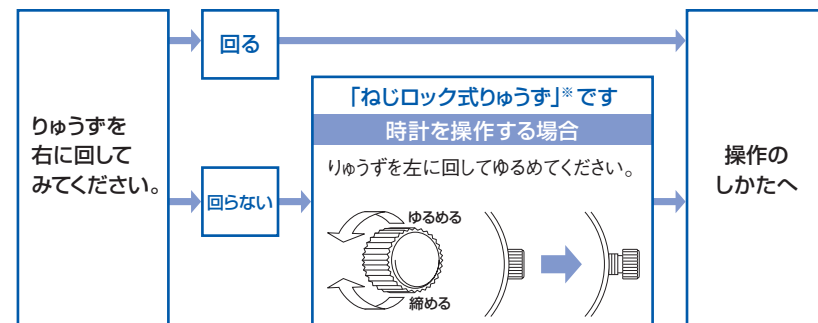 りゅうずを
右に回して
みてください。
回る
回らない
「ねじロック式りゅうず」※です
時計を操作する場合
りゅうずを左に回してゆるめてください。
ゆるめる
締める
操作の
しかたへ